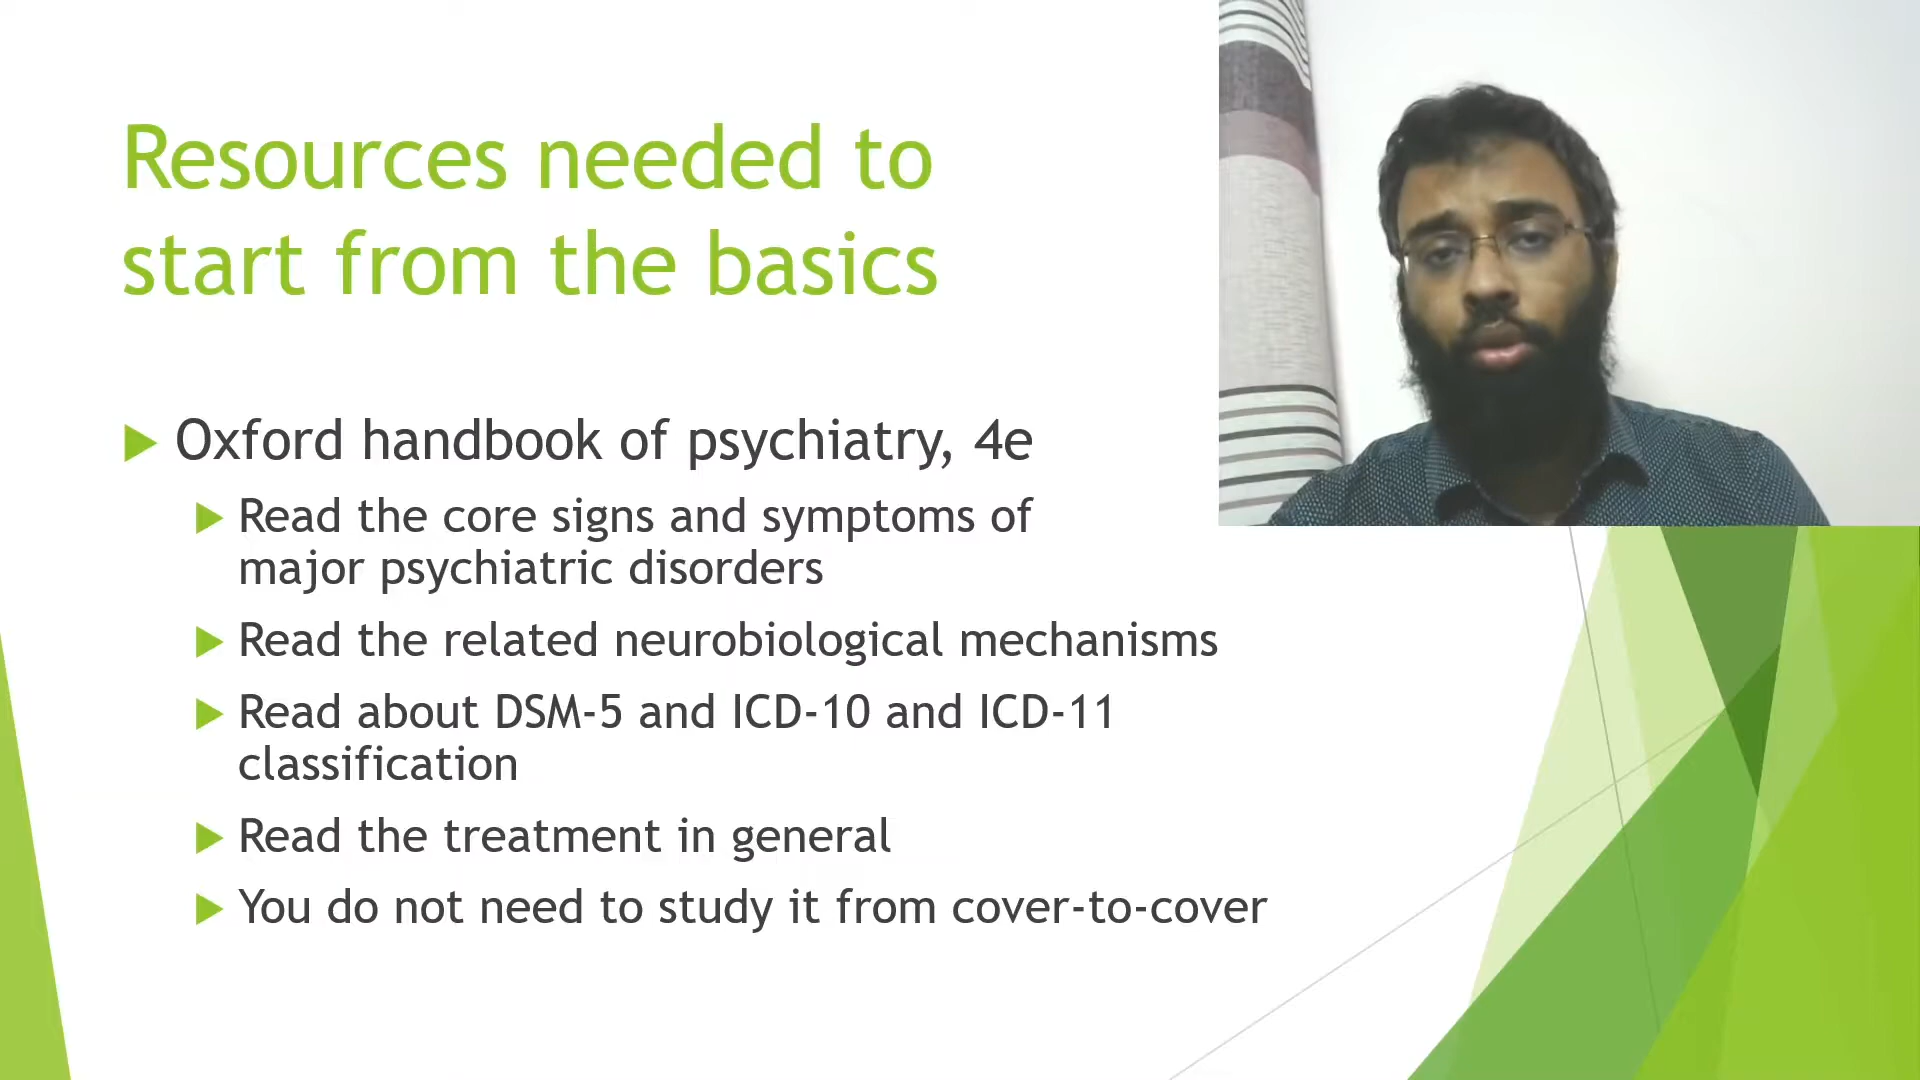 Resources needed to
start from the basics
Oxford handbook of psychiatry, 4e
Read the core signs and symptoms of
major psychiatric disorders
Read the related neurobiological mechanisms
Read about DSM-5 and ICD-10 and ICD-11
classification
Read the treatment in general
You do not need to study it from cover-to-cover